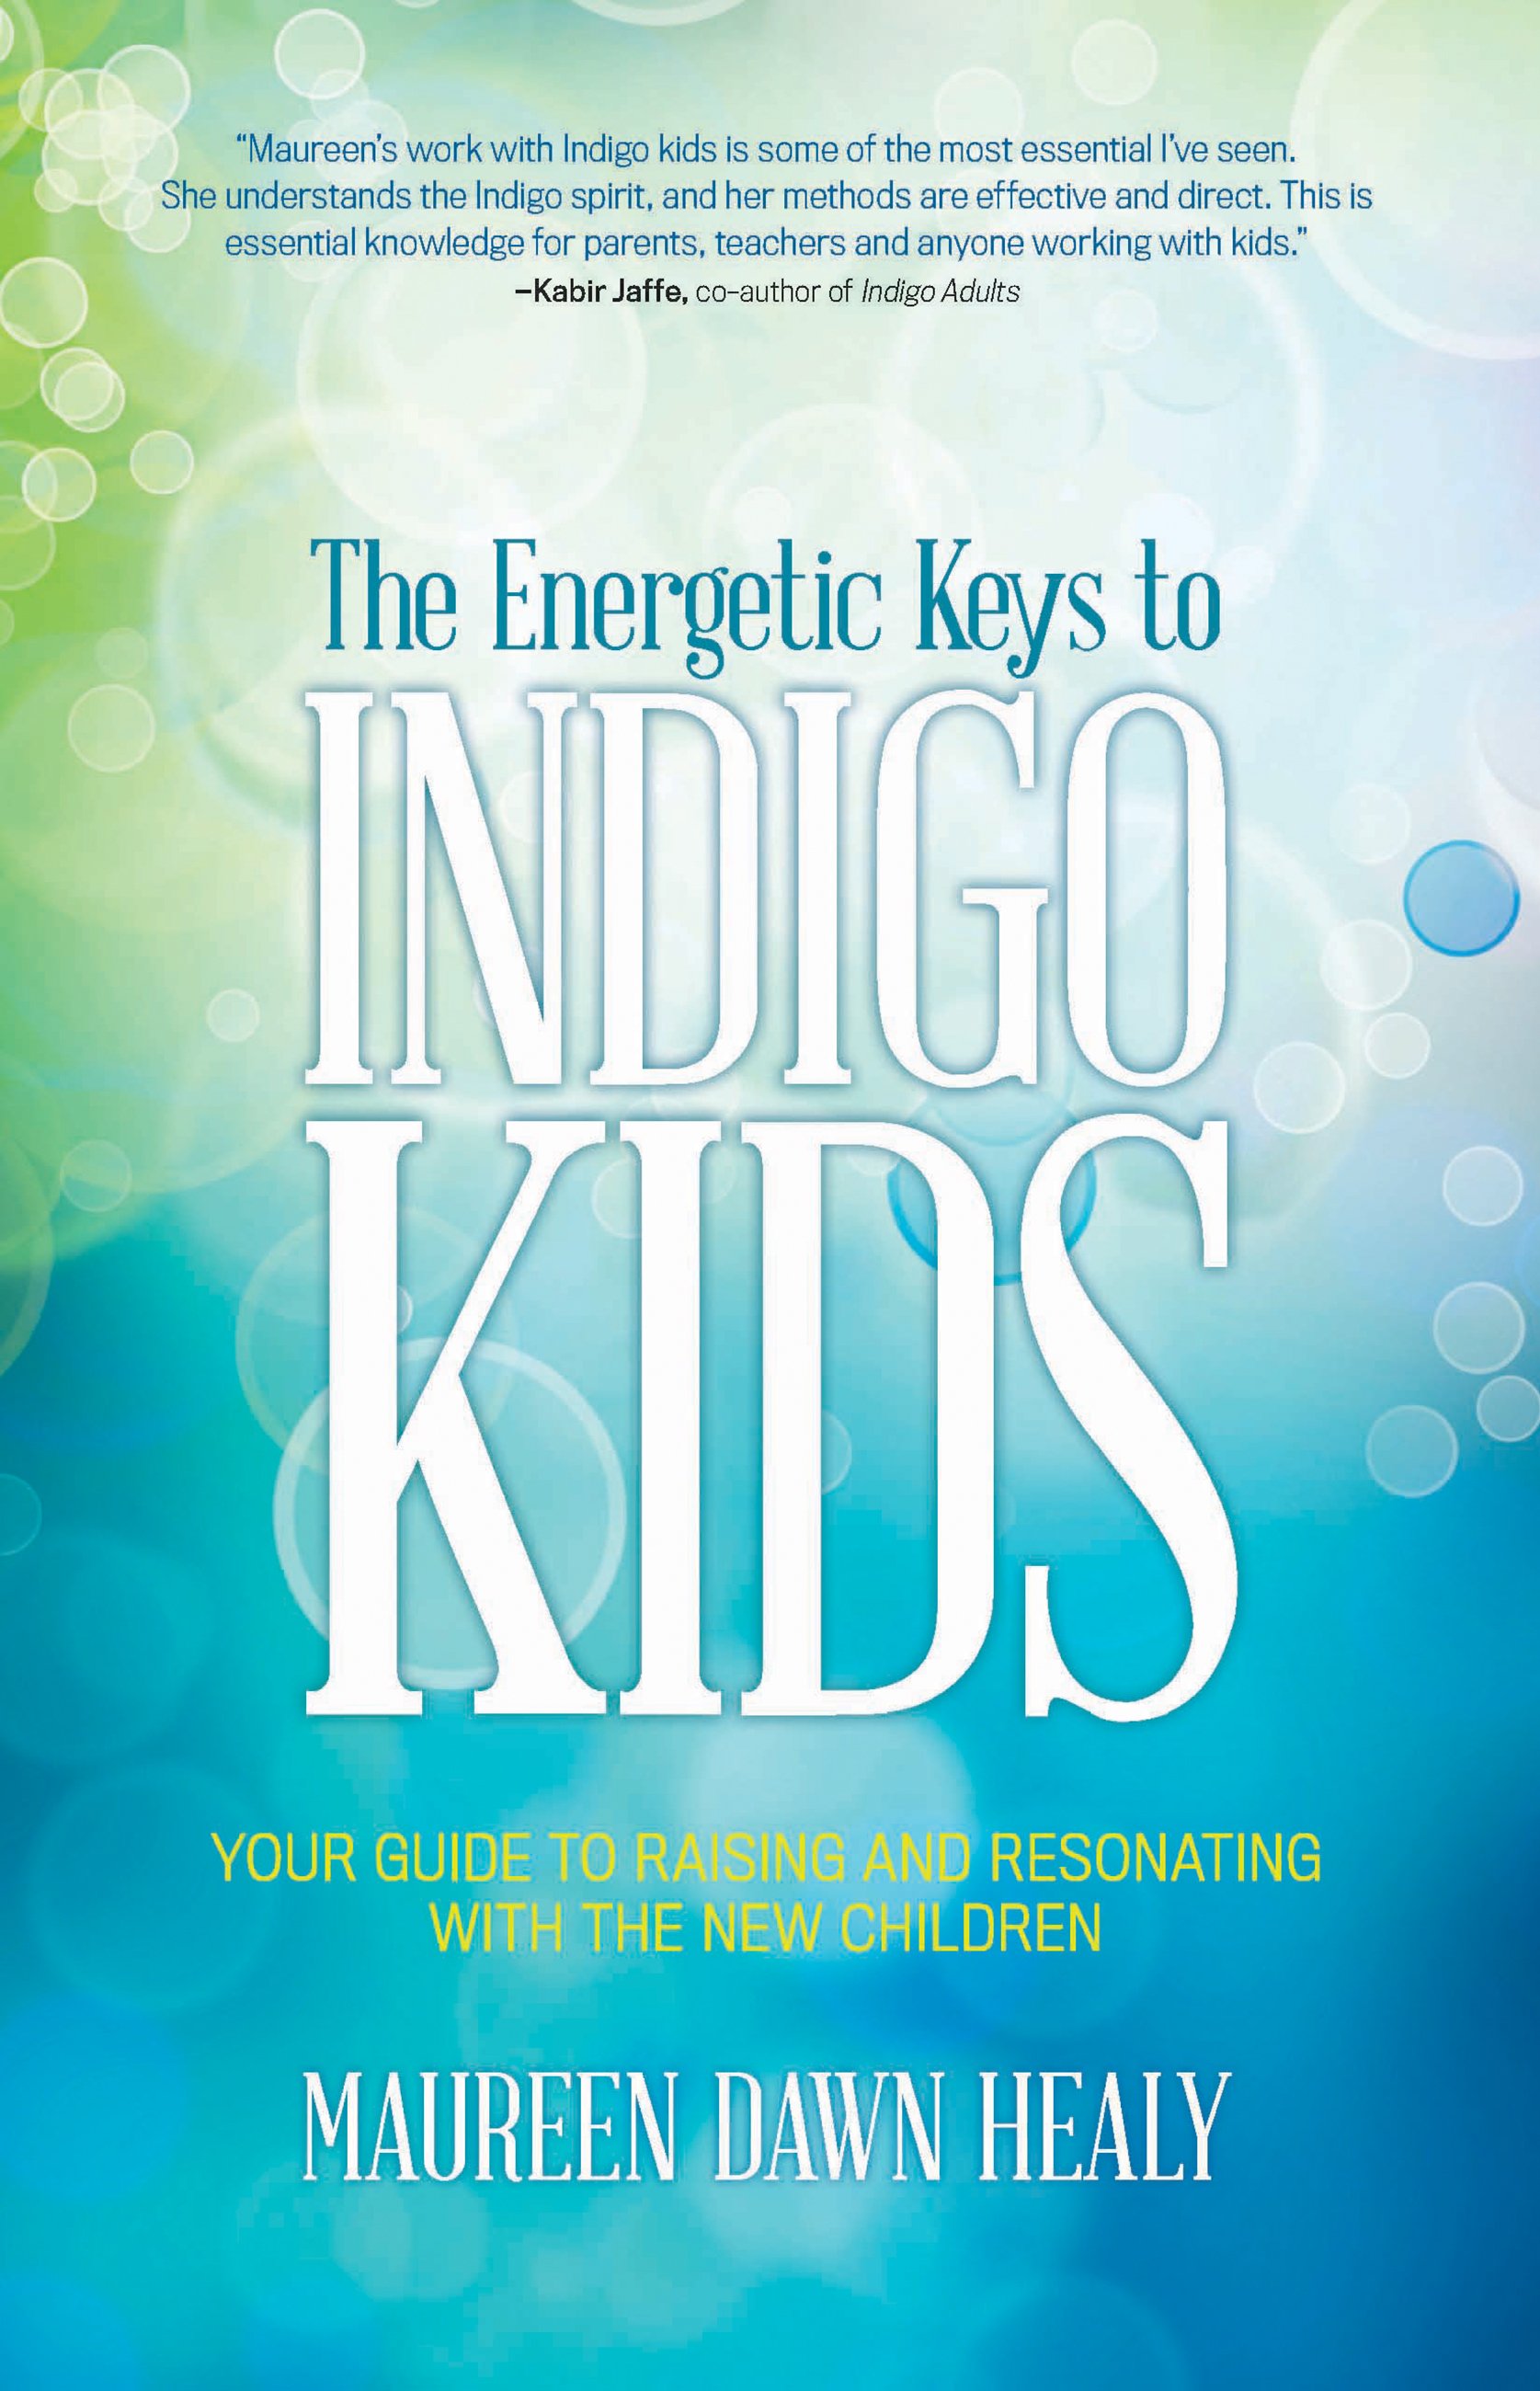 “Maureen’s work with Indigo kids is some of the most essential I’ve seen.
She understands the Indigo spirit, and her methods are effective and direct. This is
essential knowledge for parents, teachers and anyone working with kids.”
–Kabir Jaffe, co-author of Indigo Adults
The Energetic Keys to
INDIGO
KIDS
YOUR GUIDE TO RAISING AND RESONATING
WITH THE NEW CHILDREN
MAUREEN DAWN HEALY